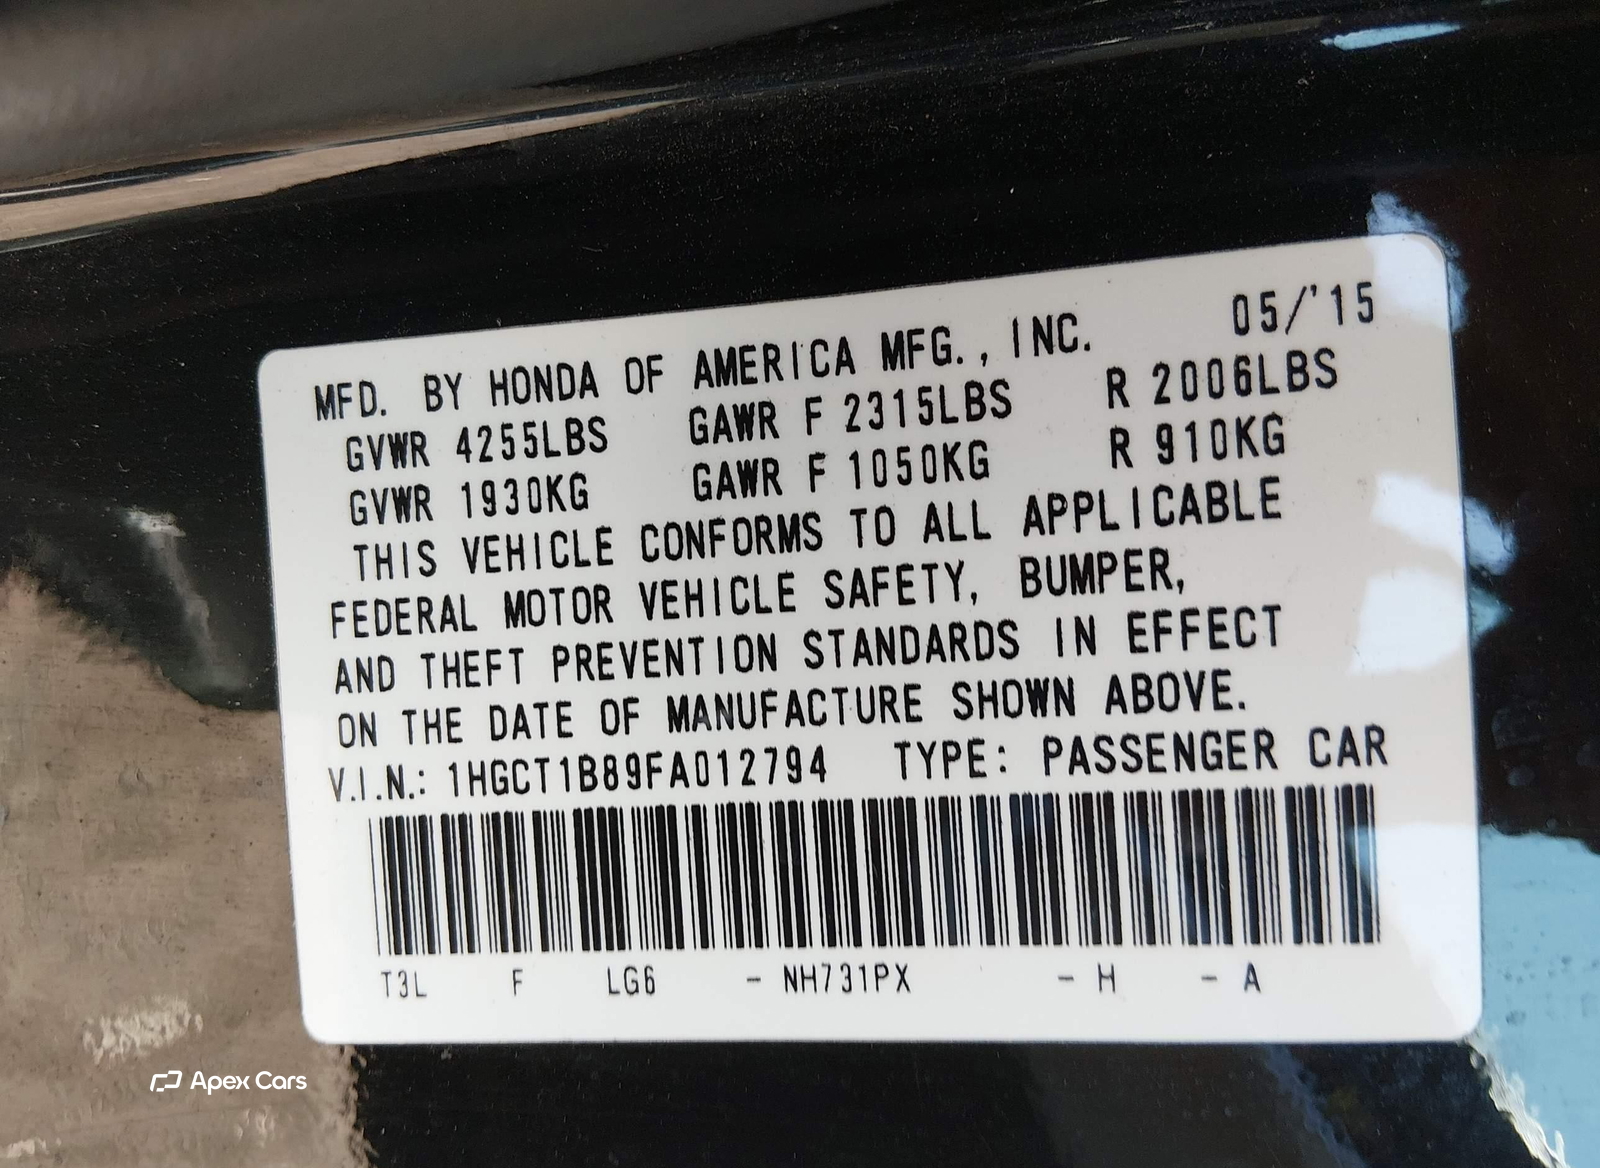 MFD. BY HONDA OF AMERICA MFG., INC. 05/'15
GVWR 4255LBS GAWR F 2315LBS R 2006LBS
GVWR 1930KG GAWR F 1050KG R 910KG
THIS VEHICLE CONFORMS TO ALL APPLICABLE
FEDERAL MOTOR VEHICLE SAFETY, BUMPER,
AND THEFT PREVENTION STANDARDS IN EFFECT
ON THE DATE OF MANUFACTURE SHOWN ABOVE.
V.I.N.: 1HGCT1B89FA012794 TYPE: PASSENGER CAR
T3L F LG6 - NH731PX - H - A
Apex Cars